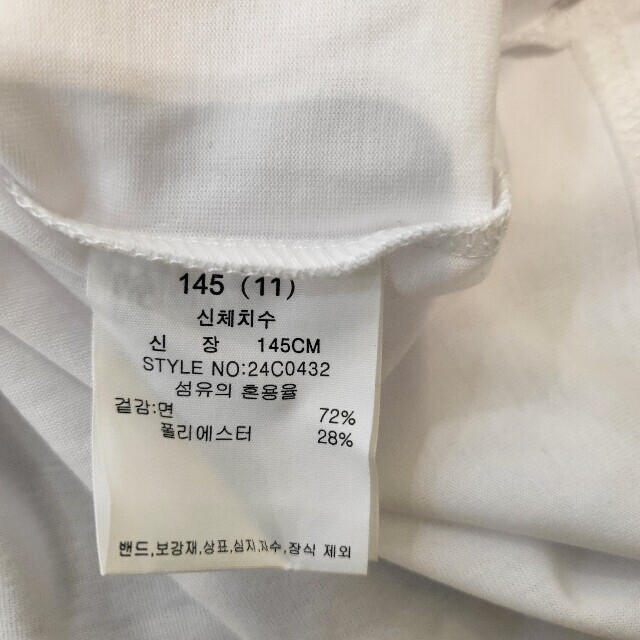 145 (11)
신체치수
신 장 145CM
STYLE NO:24C0432
섬유의 혼용율
겉감:면 72%
폴리에스터 28%
밴드,보강재,상표,심지,자수,장식 제외